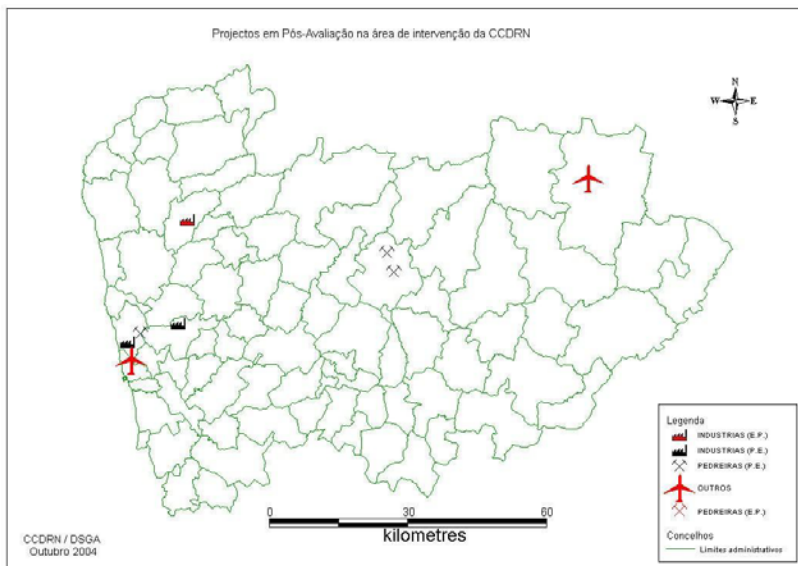 Projectos em Pós-Avaliação na área de intervenção da CCDRN
N
W E
S
Legenda
INDUSTRIAS (E.P.)
INDUSTRIAS (P.E.)
PEDREIRAS (P.E.)
OUTROS
PEDREIRAS (E.P.)
Concelhos
Limites administrativos
0 30 60
kilometres
CCDRN / DSGA
Outubro 2004